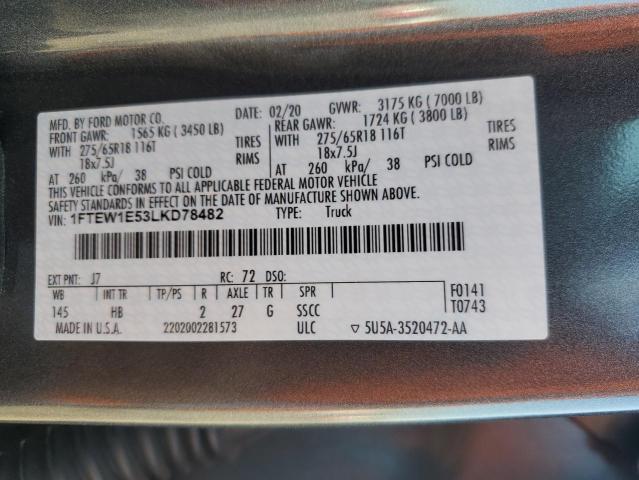 MFD. BY FORD MOTOR CO. DATE: 02/20 GVWR: 3175 KG ( 7000 LB)
FRONT GAWR: 1565 KG ( 3450 LB) REAR GAWR: 1724 KG ( 3800 LB)
WITH 275/65R18 116T TIRES WITH 275/65R18 116T TIRES
18x7.5J RIMS 18x7.5J RIMS
AT 260 kPa/ 38 PSI COLD AT 260 kPa/ 38 PSI COLD
THIS VEHICLE CONFORMS TO ALL APPLICABLE FEDERAL MOTOR VEHICLE
SAFETY STANDARDS IN EFFECT ON THE DATE OF MANUFACTURE SHOWN ABOVE.
VIN: 1FTEW1E53LKD78482 TYPE: Truck
EXT PNT: J7 RC: 72 DSO: F0141
WB INT TR TP/PS R AXLE TR SPR T0743
145 HB 2 27 G SSCC
MADE IN U.S.A. 2202002281573 ULC ▽ 5U5A-3520472-AA